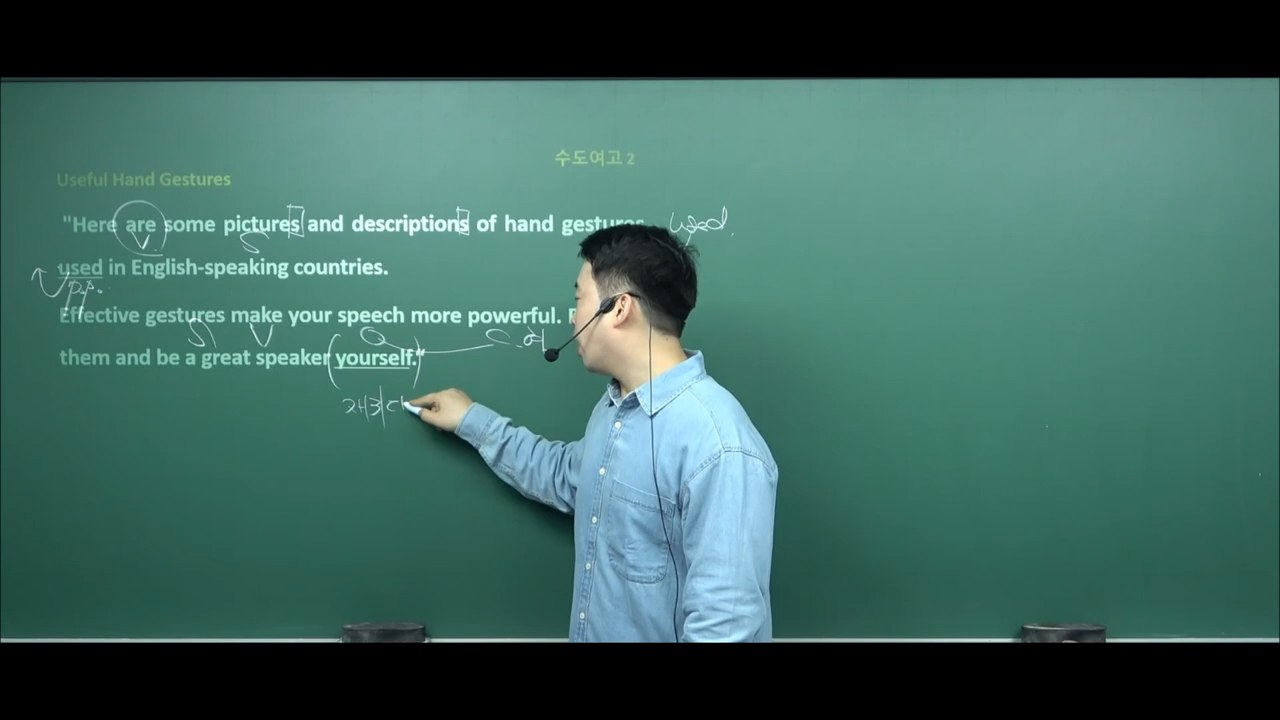 수도여고 2
Useful Hand Gestures
"Here are some pictures and descriptions of hand gestures used.
V S
used in English-speaking countries.
p.p.
Effective gestures make your speech more powerful.
S V O C
them and be a great speaker (yourself."
재귀대